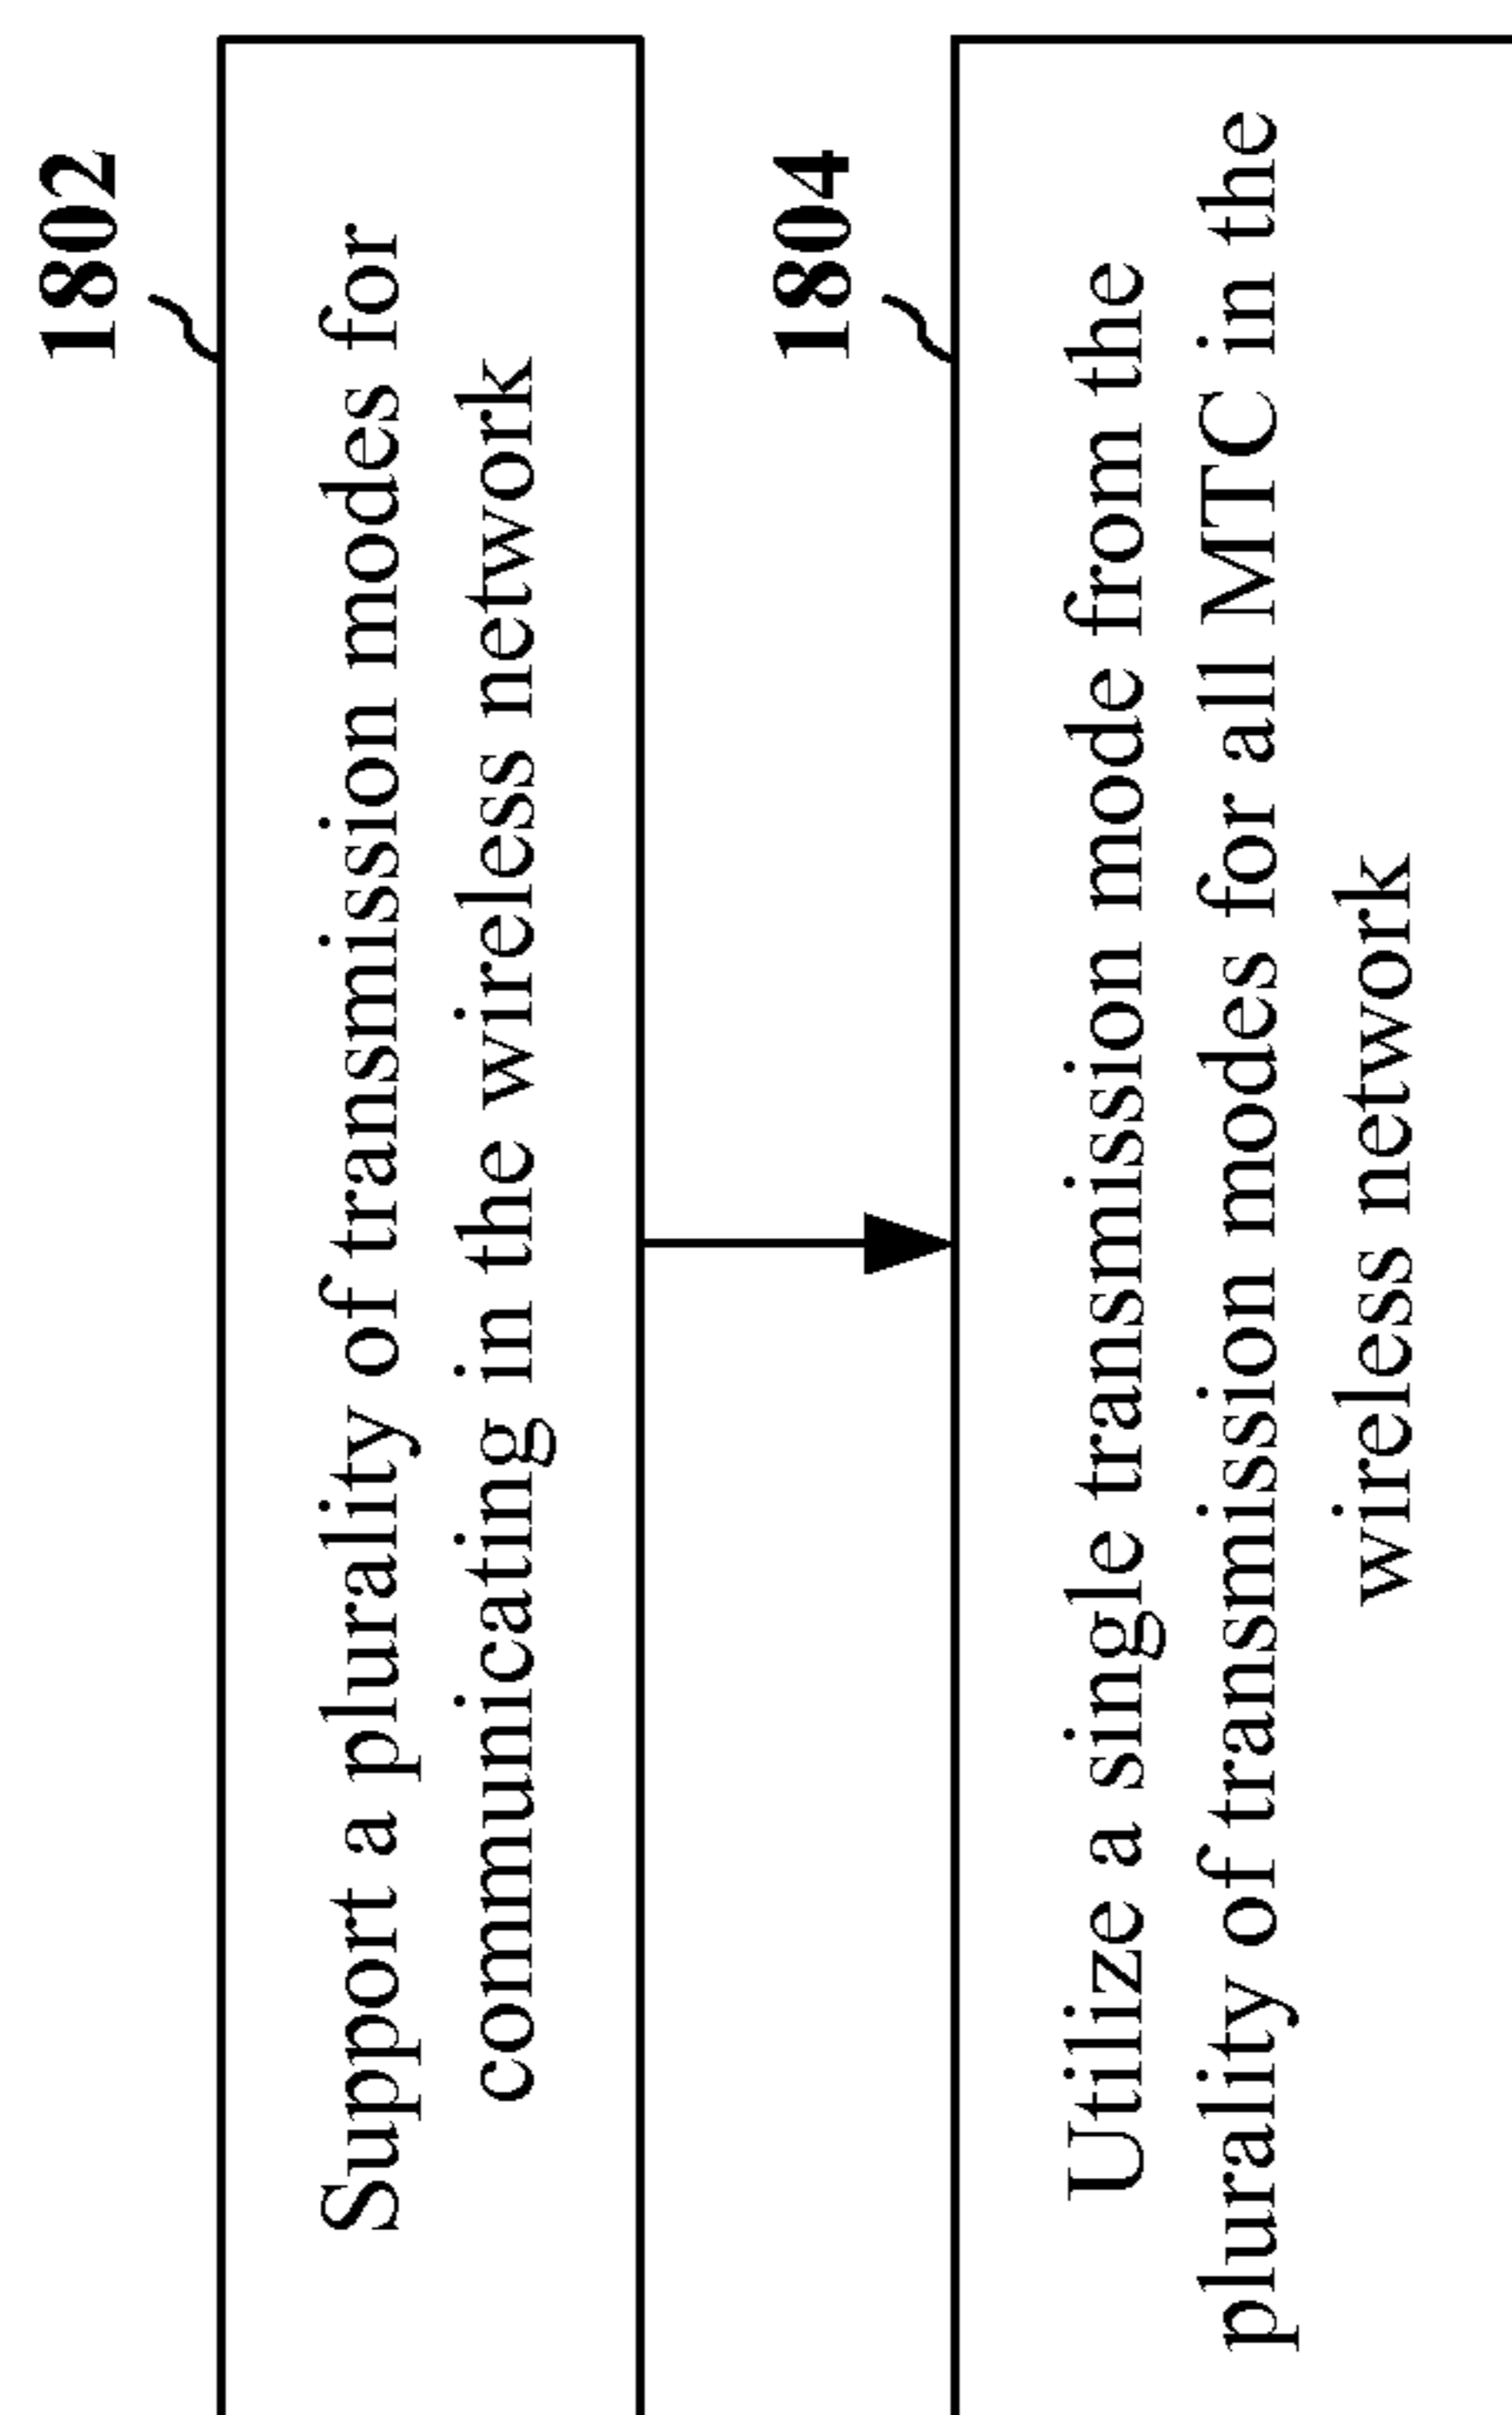 1802
Support a plurality of transmission modes for
communicating in the wireless network
1804
Utilize a single transmission mode from the
plurality of transmission modes for all MTC in the
wireless network